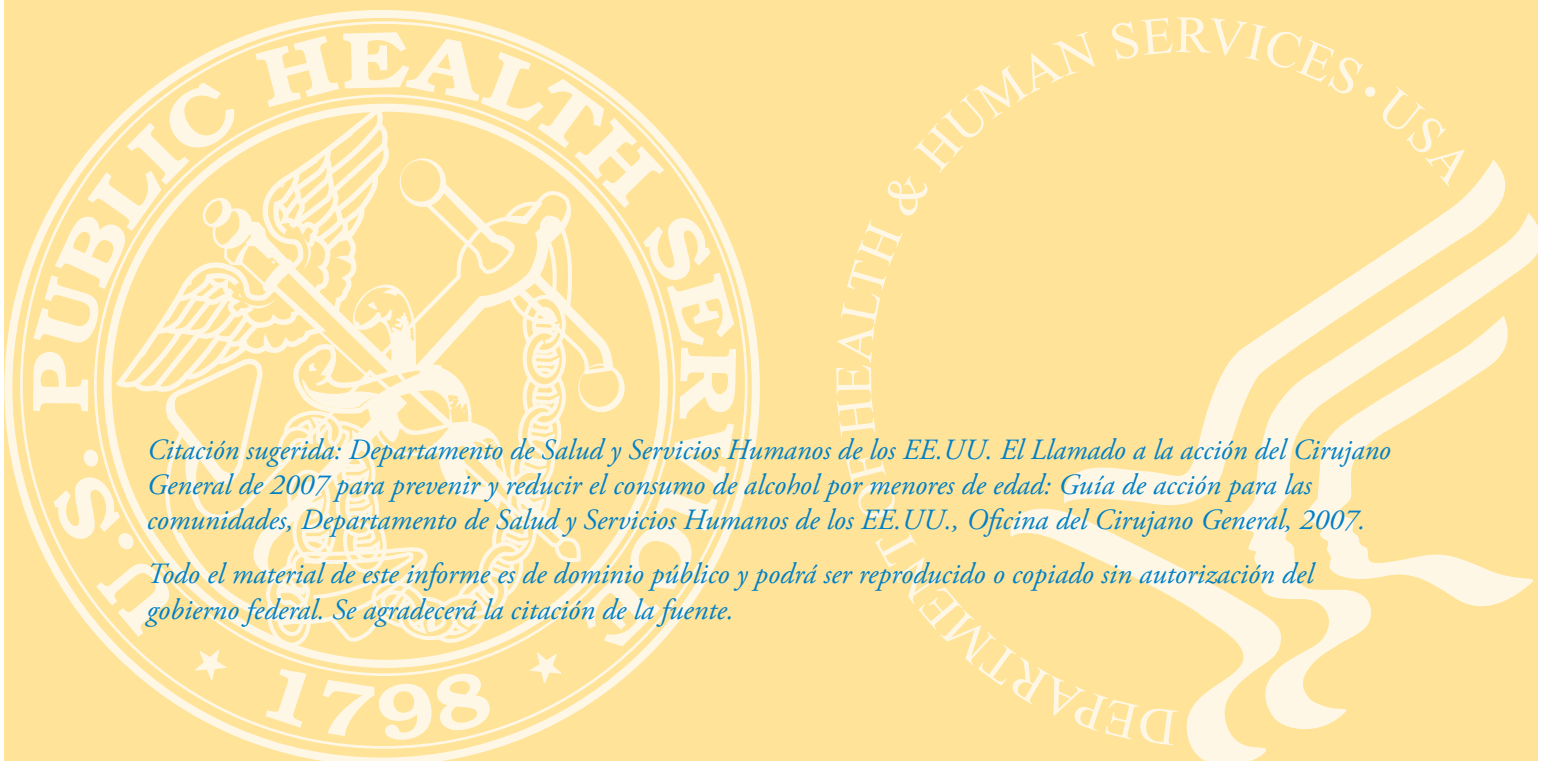 U.S. PUBLIC HEALTH SERVICE
1798
DEPARTMENT OF HEALTH & HUMAN SERVICES • USA
Citación sugerida: Departamento de Salud y Servicios Humanos de los EE.UU. El Llamado a la acción del Cirujano
General de 2007 para prevenir y reducir el consumo de alcohol por menores de edad: Guía de acción para las
comunidades, Departamento de Salud y Servicios Humanos de los EE.UU., Oficina del Cirujano General, 2007.
Todo el material de este informe es de dominio público y podrá ser reproducido o copiado sin autorización del
gobierno federal. Se agradecerá la citación de la fuente.